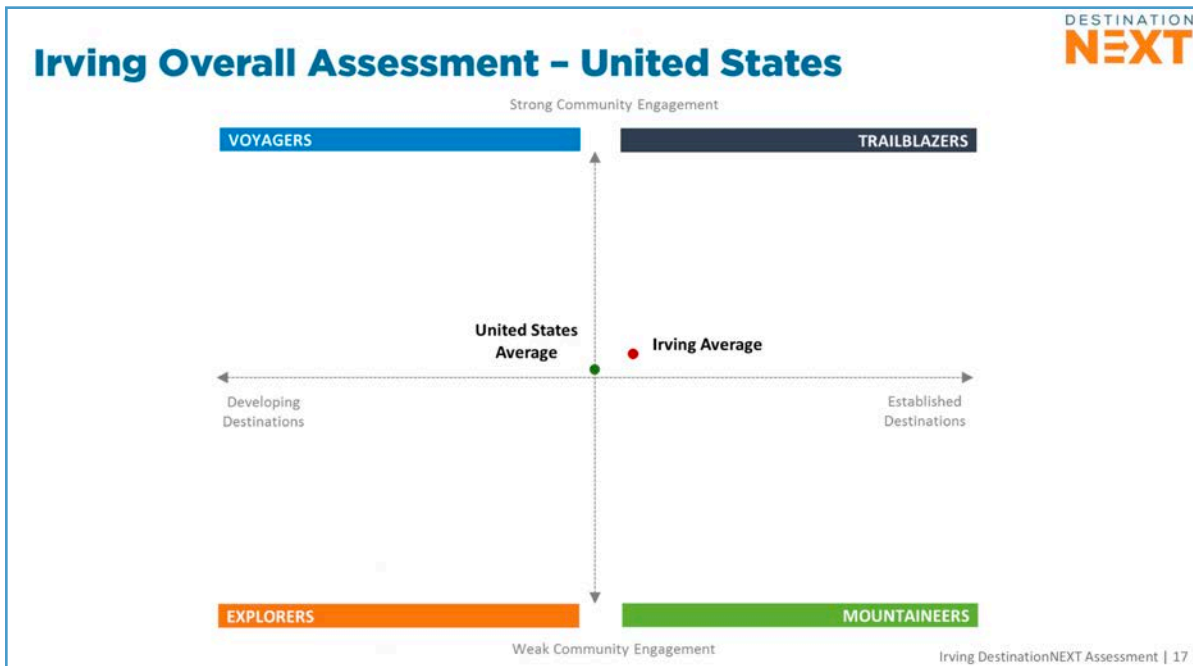 DESTINATION
NEXT
Irving Overall Assessment – United States
Strong Community Engagement
VOYAGERS
TRAILBLAZERS
United States
Average
Irving Average
Developing
Destinations
Established
Destinations
EXPLORERS
MOUNTAINEERS
Weak Community Engagement
Irving DestinationNEXT Assessment | 17